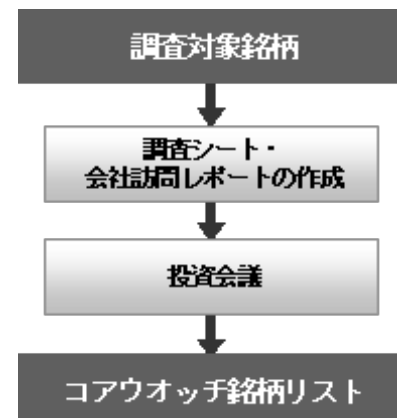 調査対象銘柄
調査シート・
会社訪問レポートの作成
投資会議
コアウオッチ銘柄リスト